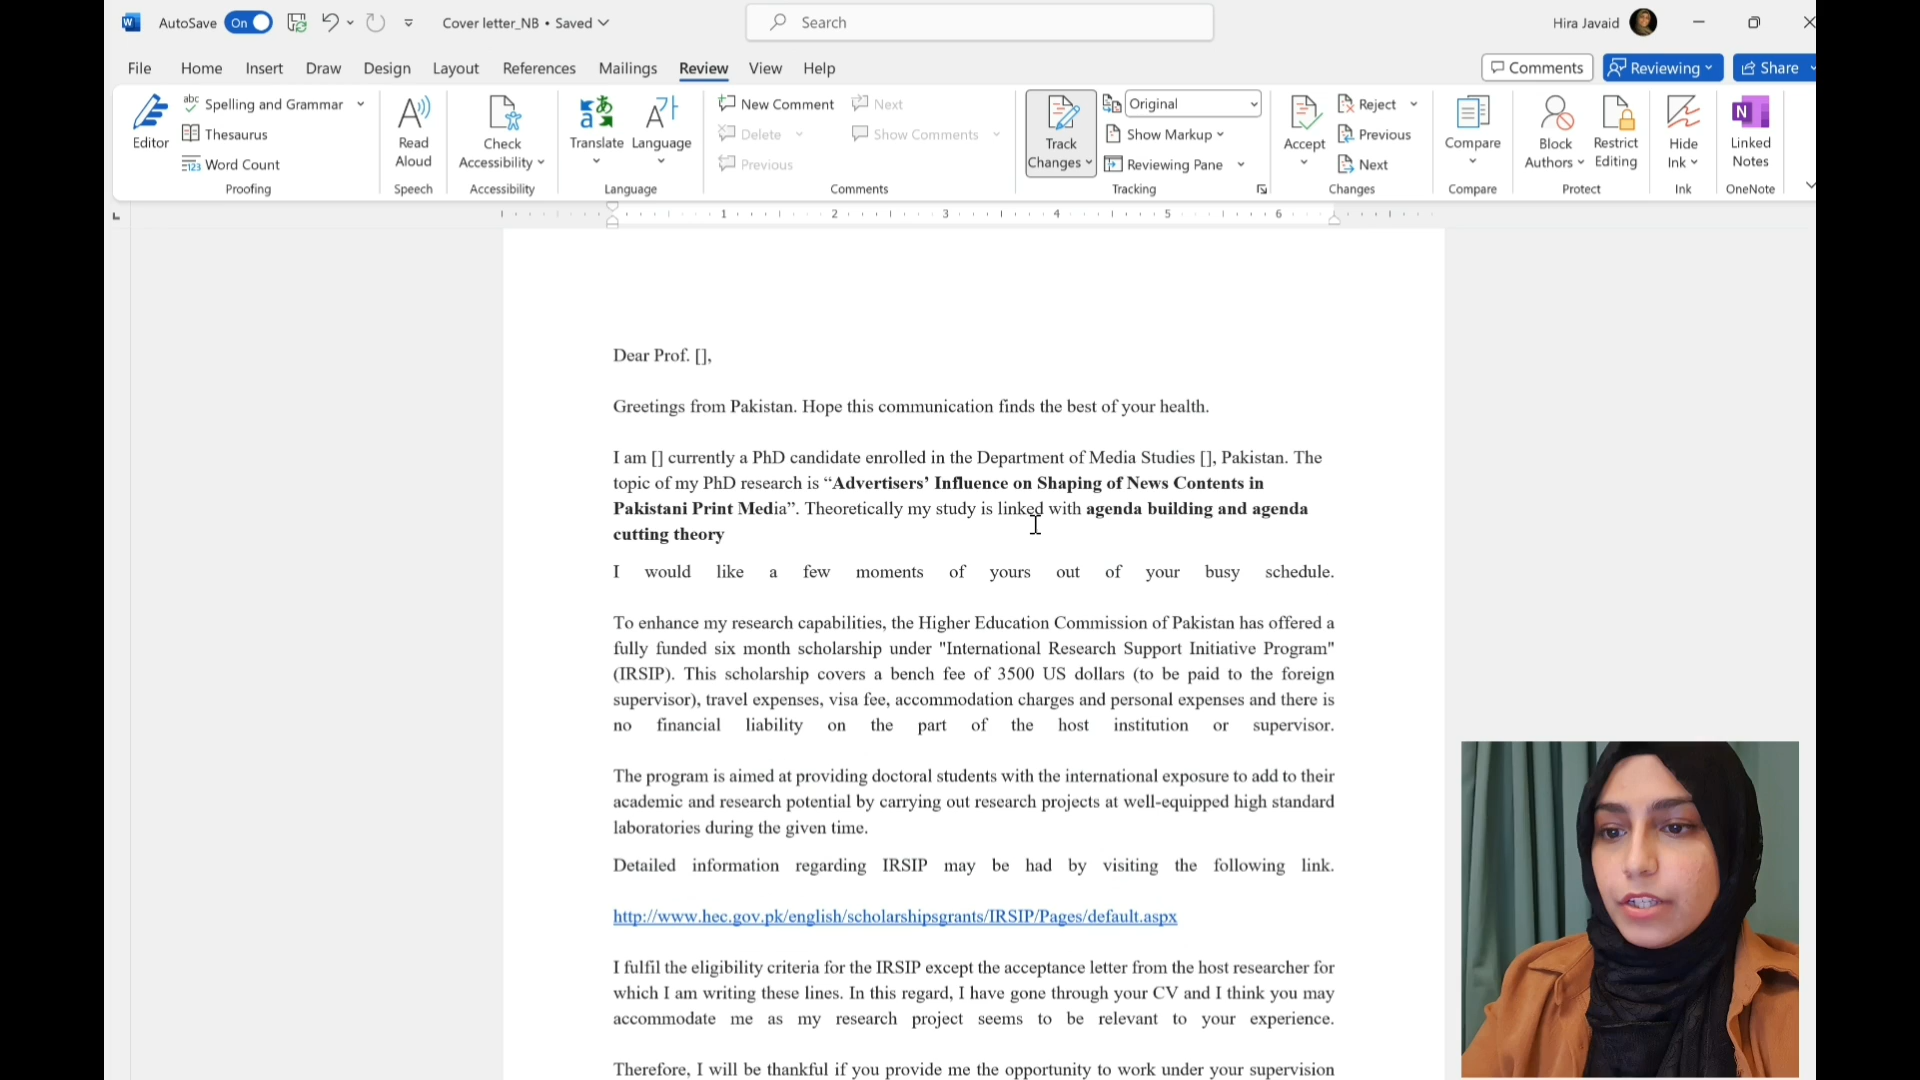 AutoSave On Cover letter_NB • Saved Search Hira Javaid
File Home Insert Draw Design Layout References Mailings Review View Help Comments Reviewing Share
Editor
Spelling and Grammar
Thesaurus
Word Count
Proofing
Read
Aloud
Speech
Check
Accessibility
Accessibility
Translate
Language
Language
New Comment
Delete
Previous
Next
Show Comments
Comments
Track
Changes
Original
Show Markup
Reviewing Pane
Tracking
Accept
Reject
Previous
Next
Changes
Compare
Compare
Block
Authors
Restrict
Editing
Protect
Hide
Ink
Ink
Linked
Notes
OneNote
1 2 3 4 5 6
Dear Prof. [],
Greetings from Pakistan. Hope this communication finds the best of your health.
I am [] currently a PhD candidate enrolled in the Department of Media Studies [], Pakistan. The
topic of my PhD research is “Advertisers’ Influence on Shaping of News Contents in
Pakistani Print Media”. Theoretically my study is linked with agenda building and agenda
cutting theory
I would like a few moments of yours out of your busy schedule.
To enhance my research capabilities, the Higher Education Commission of Pakistan has offered a
fully funded six month scholarship under "International Research Support Initiative Program"
(IRSIP). This scholarship covers a bench fee of 3500 US dollars (to be paid to the foreign
supervisor), travel expenses, visa fee, accommodation charges and personal expenses and there is
no financial liability on the part of the host institution or supervisor.
The program is aimed at providing doctoral students with the international exposure to add to their
academic and research potential by carrying out research projects at well-equipped high standard
laboratories during the given time.
Detailed information regarding IRSIP may be had by visiting the following link.
http://www.hec.gov.pk/english/scholarshipsgrants/IRSIP/Pages/default.aspx
I fulfil the eligibility criteria for the IRSIP except the acceptance letter from the host researcher for
which I am writing these lines. In this regard, I have gone through your CV and I think you may
accommodate me as my research project seems to be relevant to your experience.
Therefore, I will be thankful if you provide me the opportunity to work under your supervision